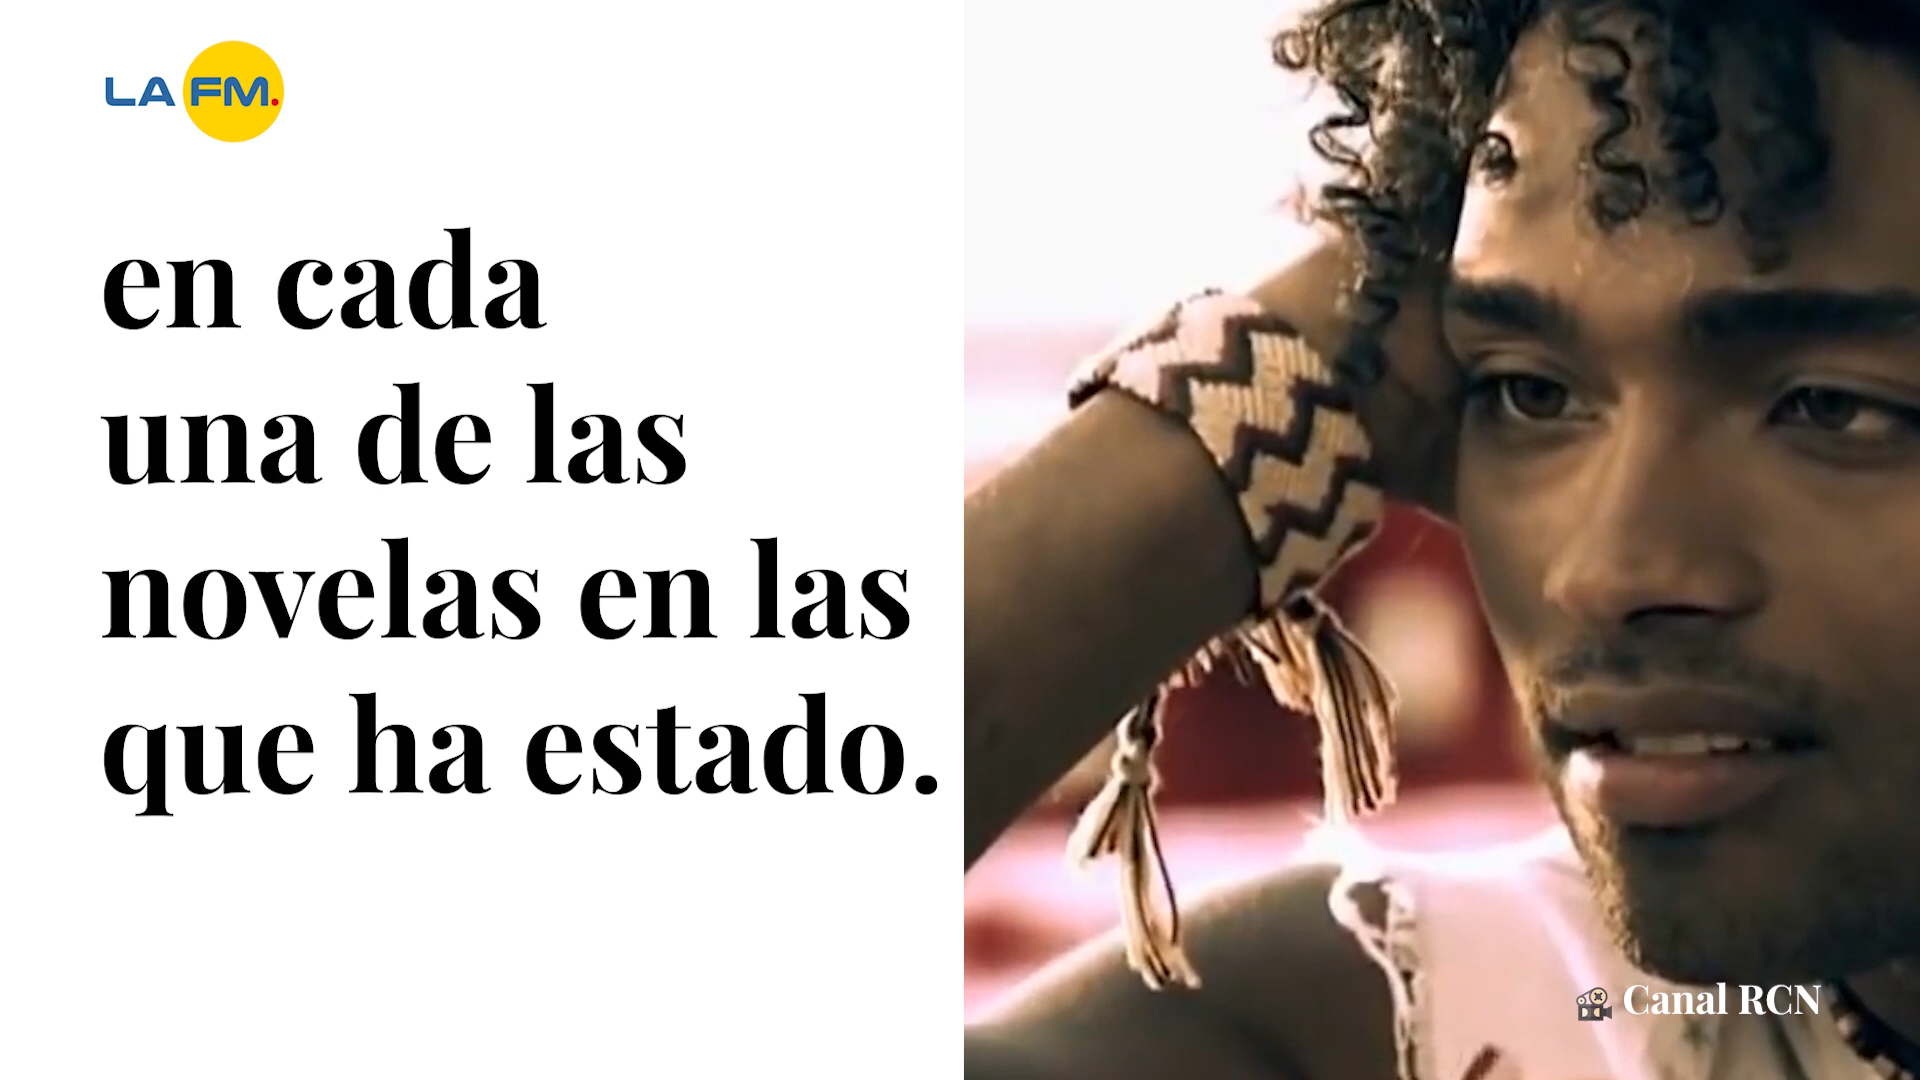 LA FM.
en cada
una de las
novelas en las
que ha estado.
Canal RCN